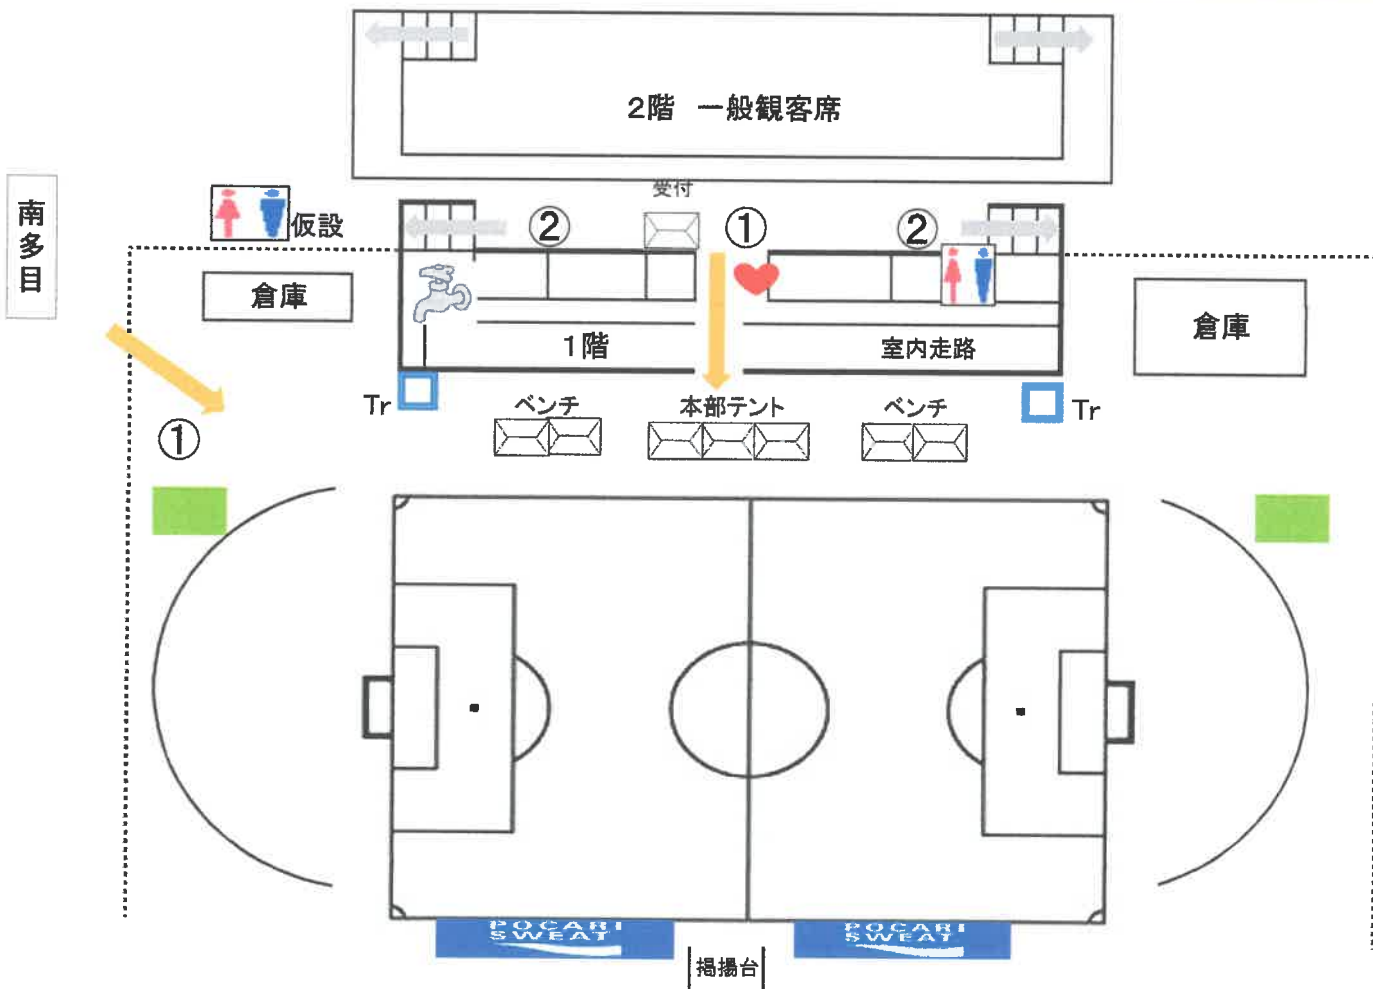 2階 一般観客席
南多目
受付
仮設
②
①
②
倉庫
倉庫
1階
室内走路
Tr
ベンチ
本部テント
ベンチ
Tr
①
POCARI
SWEAT
POCARI
SWEAT
掲揚台